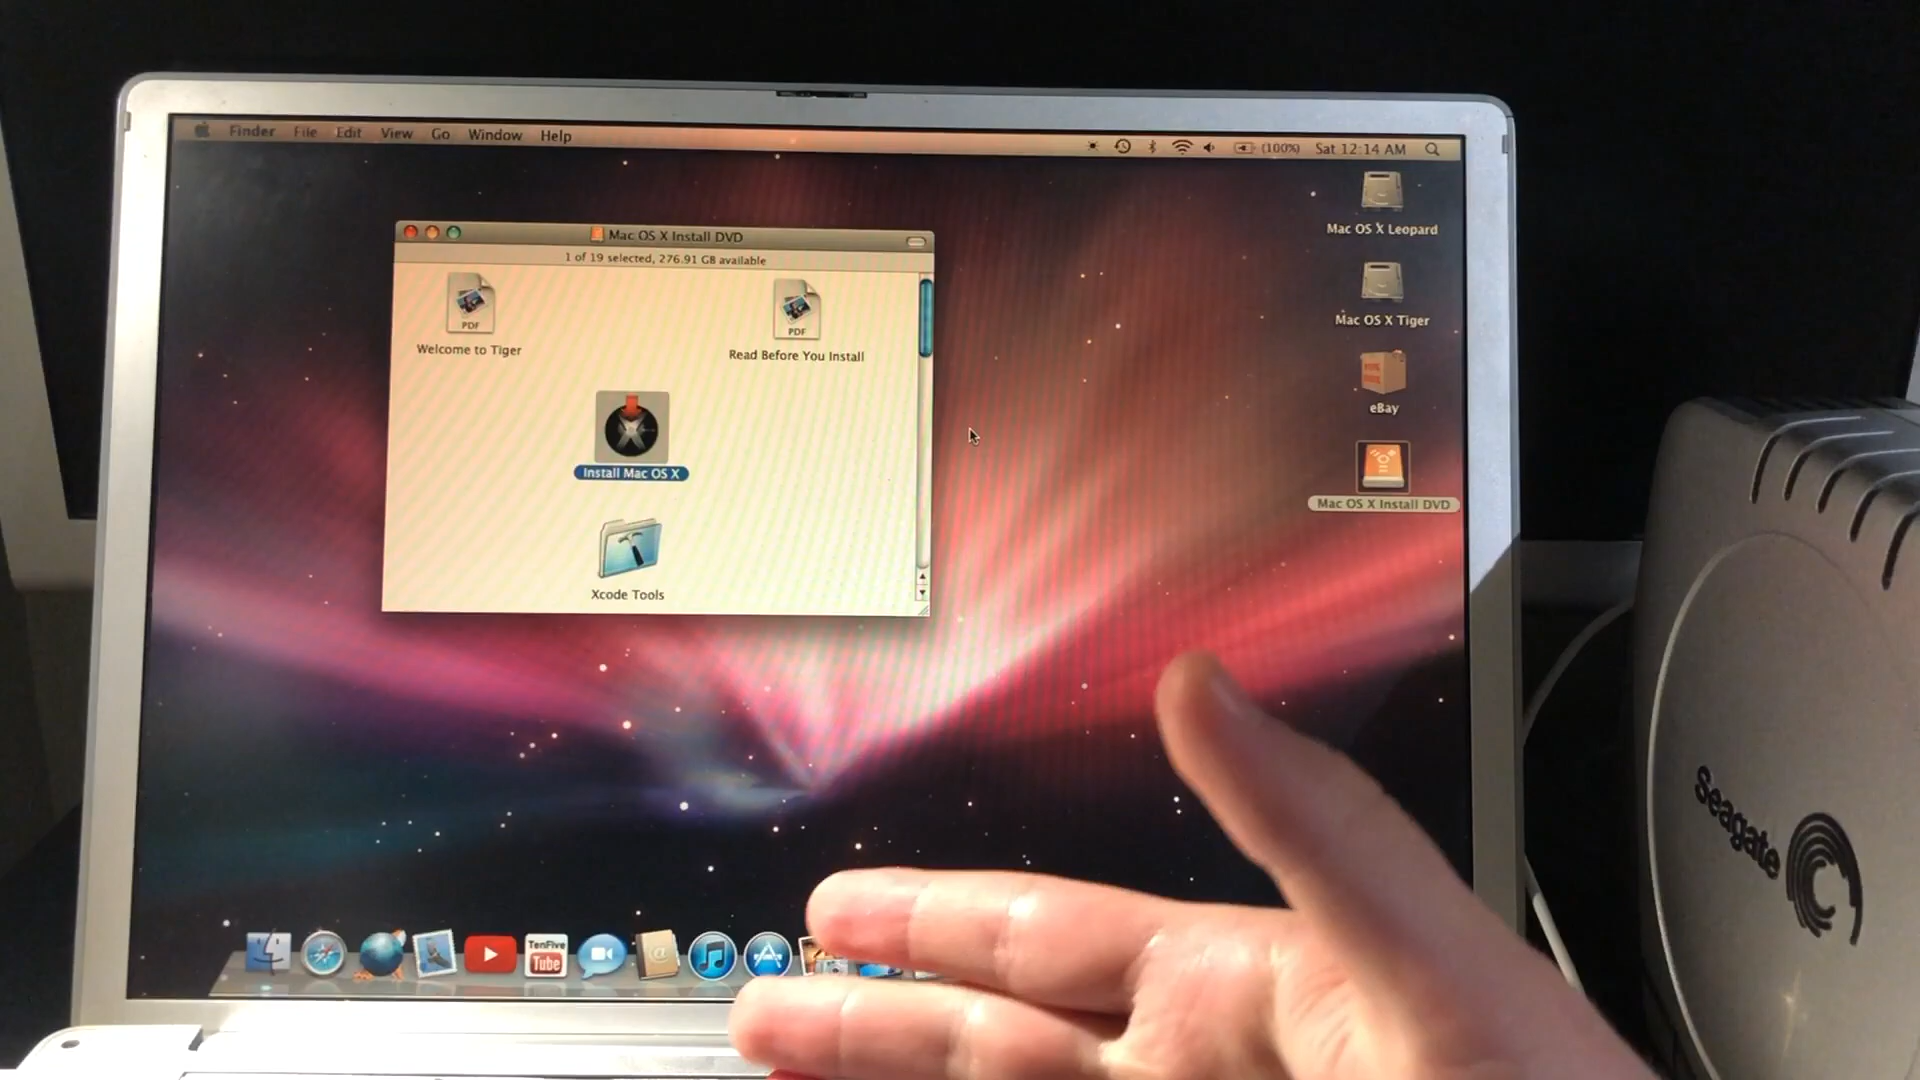 Finder File Edit View Go Window Help
(100%) Sat 12:14 AM
Mac OS X Install DVD
1 of 19 selected, 276.91 GB available
PDF
Welcome to Tiger
PDF
Read Before You Install
Install Mac OS X
Xcode Tools
Mac OS X Leopard
Mac OS X Tiger
eBay
Mac OS X Install DVD
TenFive
Tube
@
Seagate